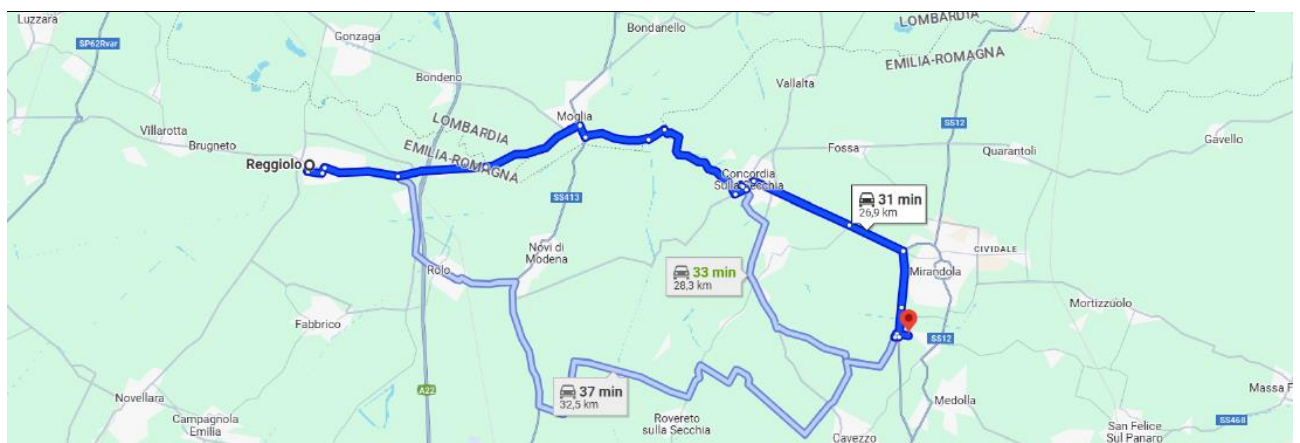 Luzzara
SP62Rvar
Gonzaga
Bondanello
LOMBARDIA
EMILIA-ROMAGNA
Bondeno
Vallalta
Moglia
LOMBARDIA
EMILIA-ROMAGNA
SS12
Villarotta
Brugneto
Reggiolo
Fossa
Quarantoli
Gavello
Concordia
Sulla Secchia
SS413
31 min
26,9 km
Novi di
Modena
CIVIDALE
Rolo
33 min
28,3 km
Mirandola
Mortizzuolo
Fabbrico
SS12
A22
37 min
32,5 km
Novellara
Campagnola
Emilia
Rovereto
sulla Secchia
Medolla
Cavezzo
Massa F
SS468
San Felice
Sul Panaro